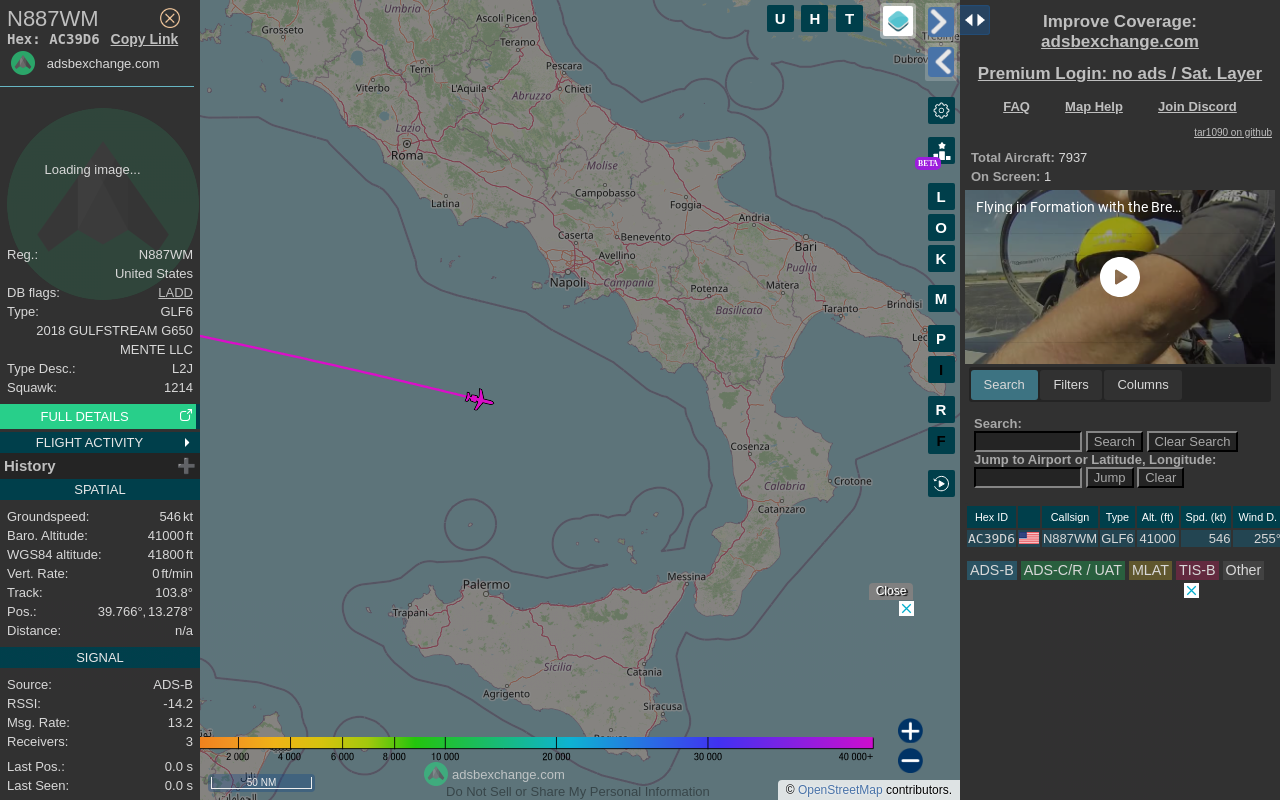 N887WM
Hex: AC39D6 Copy Link
adsbexchange.com
Loading image...
Reg.: N887WM
United States
DB flags: LADD
Type: GLF6
2018 GULFSTREAM G650
MENTE LLC
Type Desc.: L2J
Squawk: 1214
FULL DETAILS
FLIGHT ACTIVITY
History
SPATIAL
Groundspeed: 546 kt
Baro. Altitude: 41000 ft
WGS84 altitude: 41800 ft
Vert. Rate: 0 ft/min
Track: 103.8°
Pos.: 39.766°, 13.278°
Distance: n/a
SIGNAL
Source: ADS-B
RSSI: -14.2
Msg. Rate: 13.2
Receivers: 3
Last Pos.: 0.0 s
Last Seen: 0.0 s
U H T
BETA
L
O
K
M
P
I
R
F
Umbria
Grosseto
Ascoli Piceno
Teramo
Terni
Pescara
Viterbo
L'Aquila
Chieti
Abruzzo
Lazio
Roma
Molise
Latina
Campobasso
Foggia
Andria
Bari
Caserta
Benevento
Avellino
Puglia
Napoli
Campania
Potenza
Matera
Brindisi
Basilicata
Taranto
Cosenza
Calabria
Crotone
Catanzaro
Messina
Palermo
Trapani
Sicilia
Catania
Agrigento
Siracusa
Close
2 000 4 000 6 000 8 000 10 000 20 000 30 000 40 000+
adsbexchange.com
50 NM
Do Not Sell or Share My Personal Information
© OpenStreetMap contributors.
Improve Coverage:
adsbexchange.com
Premium Login: no ads / Sat. Layer
FAQ Map Help Join Discord
tar1090 on github
Total Aircraft: 7937
On Screen: 1
Flying in Formation with the Bre...
Search Filters Columns
Search:
Search Clear Search
Jump to Airport or Latitude, Longitude:
Jump Clear
Hex ID Callsign Type Alt. (ft) Spd. (kt) Wind D.
AC39D6 N887WM GLF6 41000 546 255°
ADS-B ADS-C/R / UAT MLAT TIS-B Other